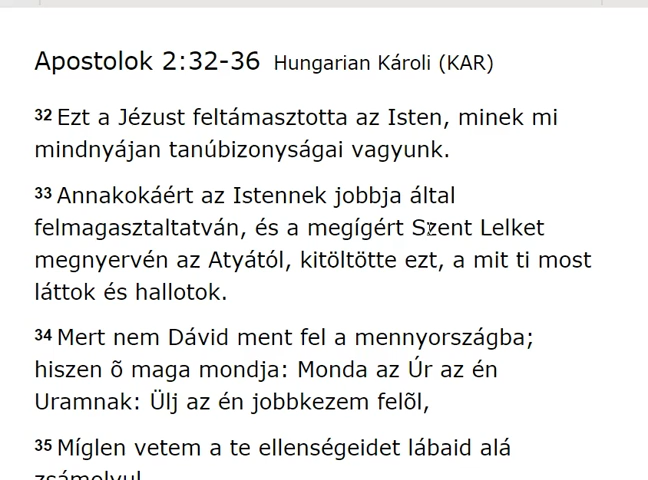 Apostolok 2:32-36 Hungarian Károli (KAR)
32 Ezt a Jézust feltámasztotta az Isten, minek mi
mindnyájan tanúbizonyságai vagyunk.
33 Annakokáért az Istennek jobbja által
felmagasztaltatván, és a megígért Szent Lelket
megnyervén az Atyától, kitöltötte ezt, a mit ti most
láttok és hallotok.
34 Mert nem Dávid ment fel a mennyországba;
hiszen õ maga mondja: Monda az Úr az én
Uramnak: Ülj az én jobbkezem felõl,
35 Míglen vetem a te ellenségeidet lábaid alá
zsámolyul